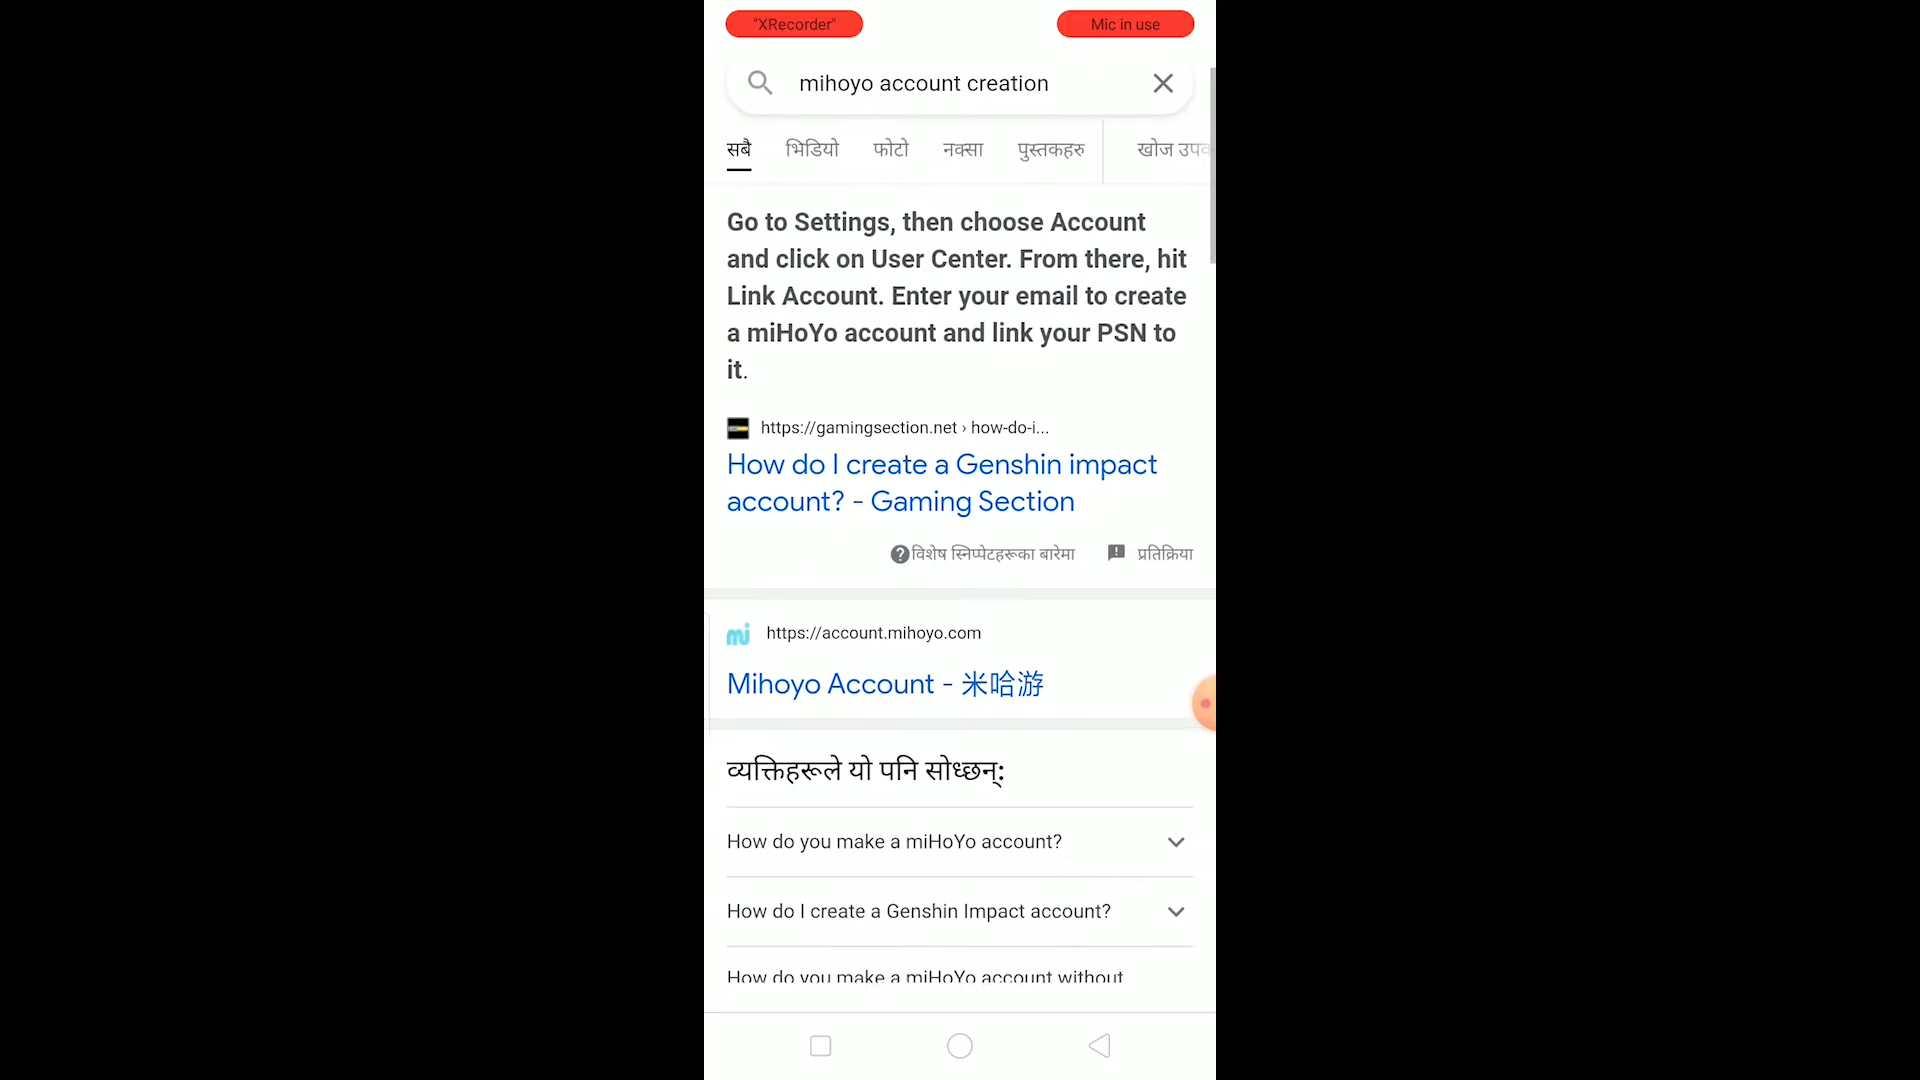 "XRecorder"
Mic in use
mihoyo account creation
सबै
भिडियो
फोटो
नक्सा
पुस्तकहरु
खोज
Go to Settings, then choose Account
and click on User Center. From there, hit
Link Account. Enter your email to create
a miHoYo account and link your PSN to
it.
https://gamingsection.net › how-do-i...
How do I create a Genshin impact
account? - Gaming Section
विशेष स्निप्पेटहरूका बारेमा
प्रतिक्रिया
mi
https://account.mihoyo.com
Mihoyo Account - 米哈游
व्यक्तिहरूले यो पनि सोध्छन्:
How do you make a miHoYo account?
How do I create a Genshin Impact account?
How do you make a miHoYo account without